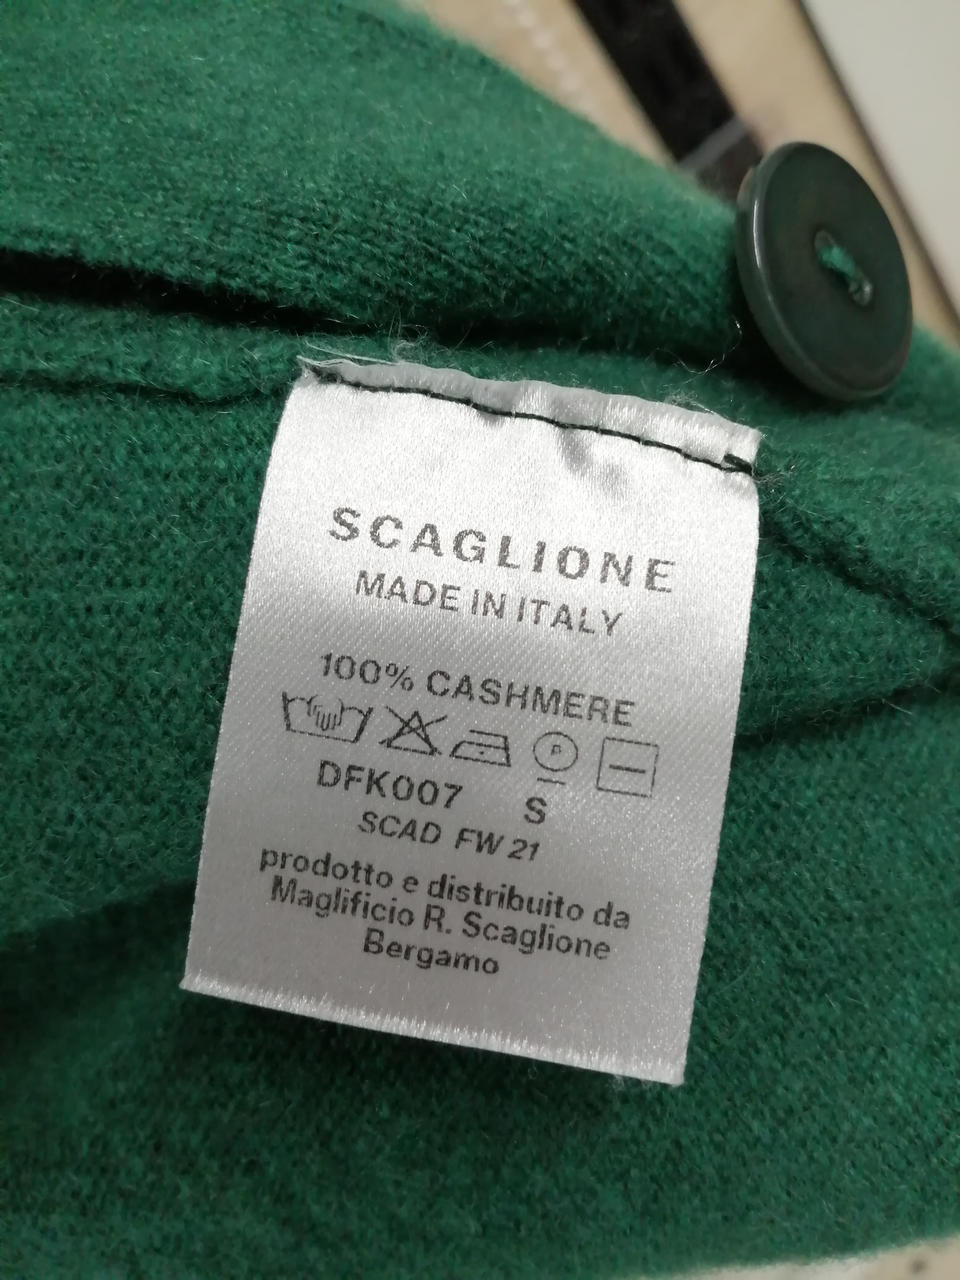 SCAGLIONE
MADE IN ITALY
100% CASHMERE
P
DFK007 S
SCAD FW 21
prodotto e distribuito da
Maglificio R. Scaglione
Bergamo